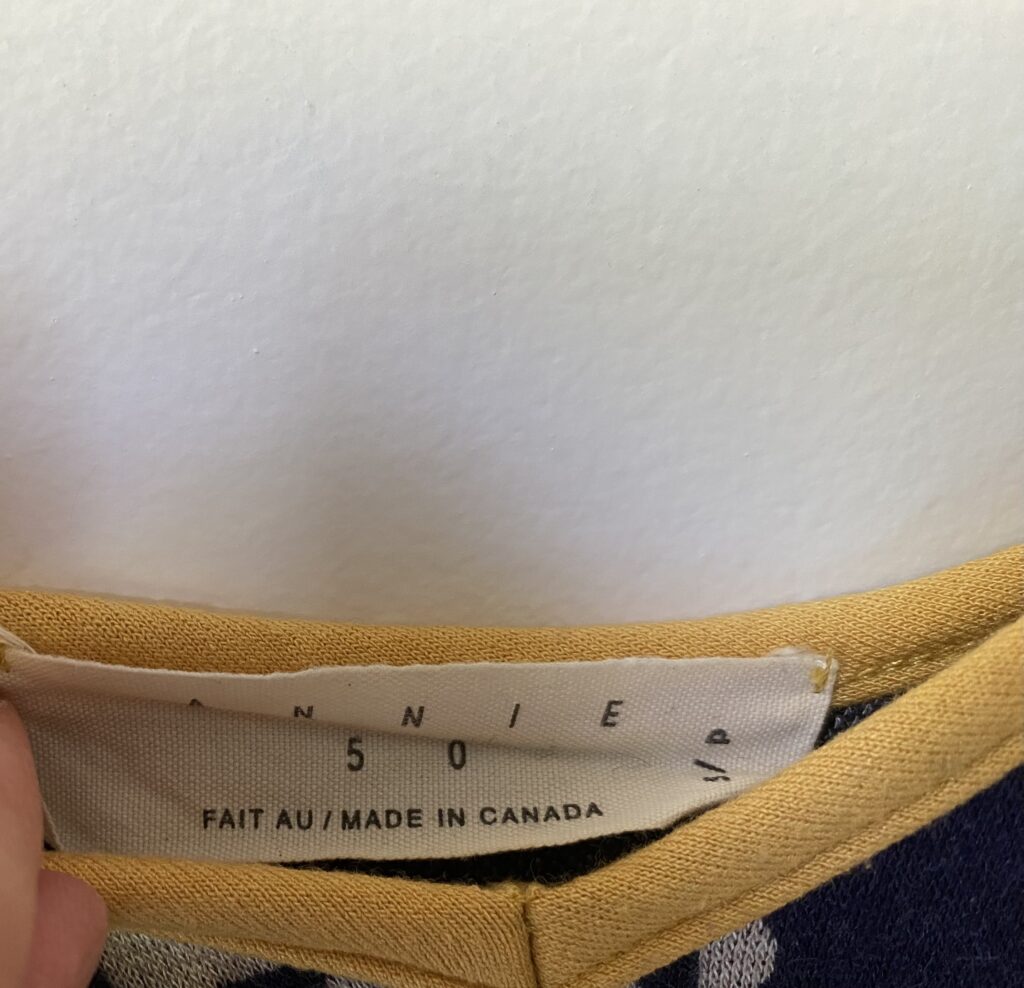 A N N I E
5 0
S/P
FAIT AU / MADE IN CANADA